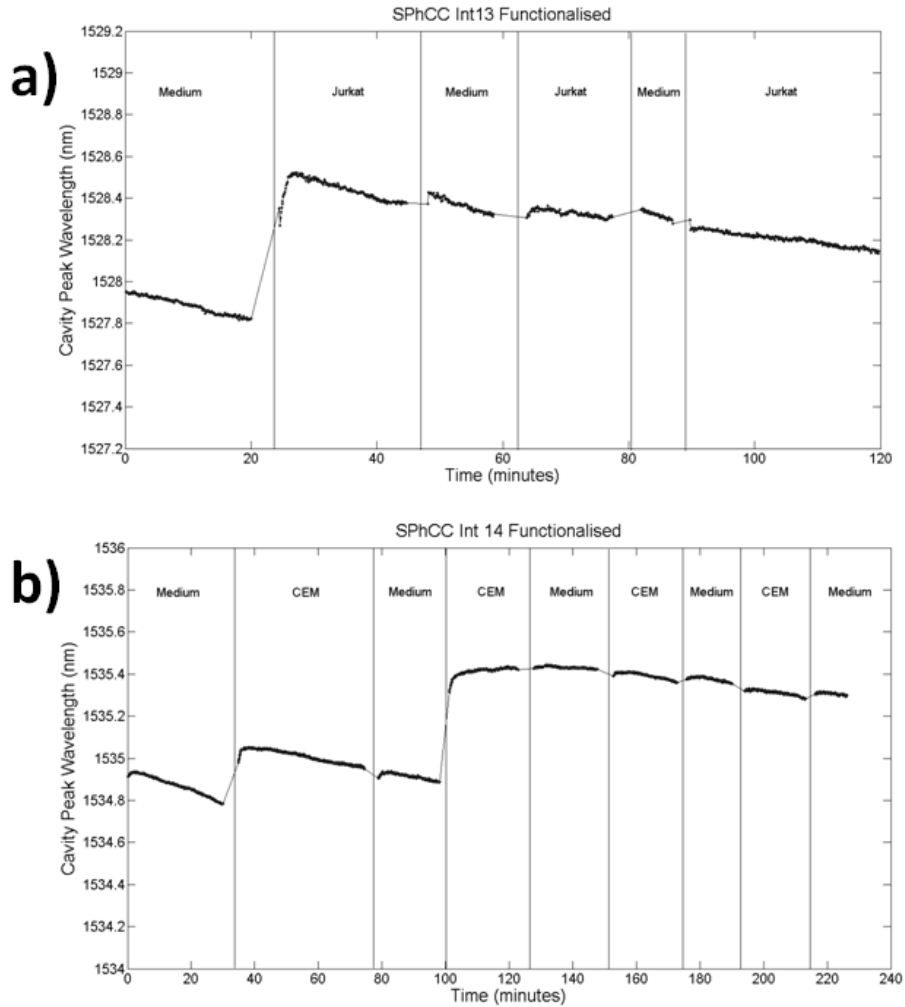 SPhCC Int13 Functionalised
a)
1529.2
1529
1528.8
1528.6
1528.4
1528.2
1528
1527.8
1527.6
1527.4
1527.2
Cavity Peak Wavelength (nm)
Medium Jurkat Medium Jurkat Medium Jurkat
0 20 40 60 80 100 120
Time (minutes)
SPhCC Int 14 Functionalised
b)
1536
1535.8
1535.6
1535.4
1535.2
1535
1534.8
1534.6
1534.4
1534.2
1534
Cavity Peak Wavelength (nm)
Medium CEM Medium CEM Medium CEM Medium CEM Medium
0 20 40 60 80 100 120 140 160 180 200 220 240
Time (minutes)